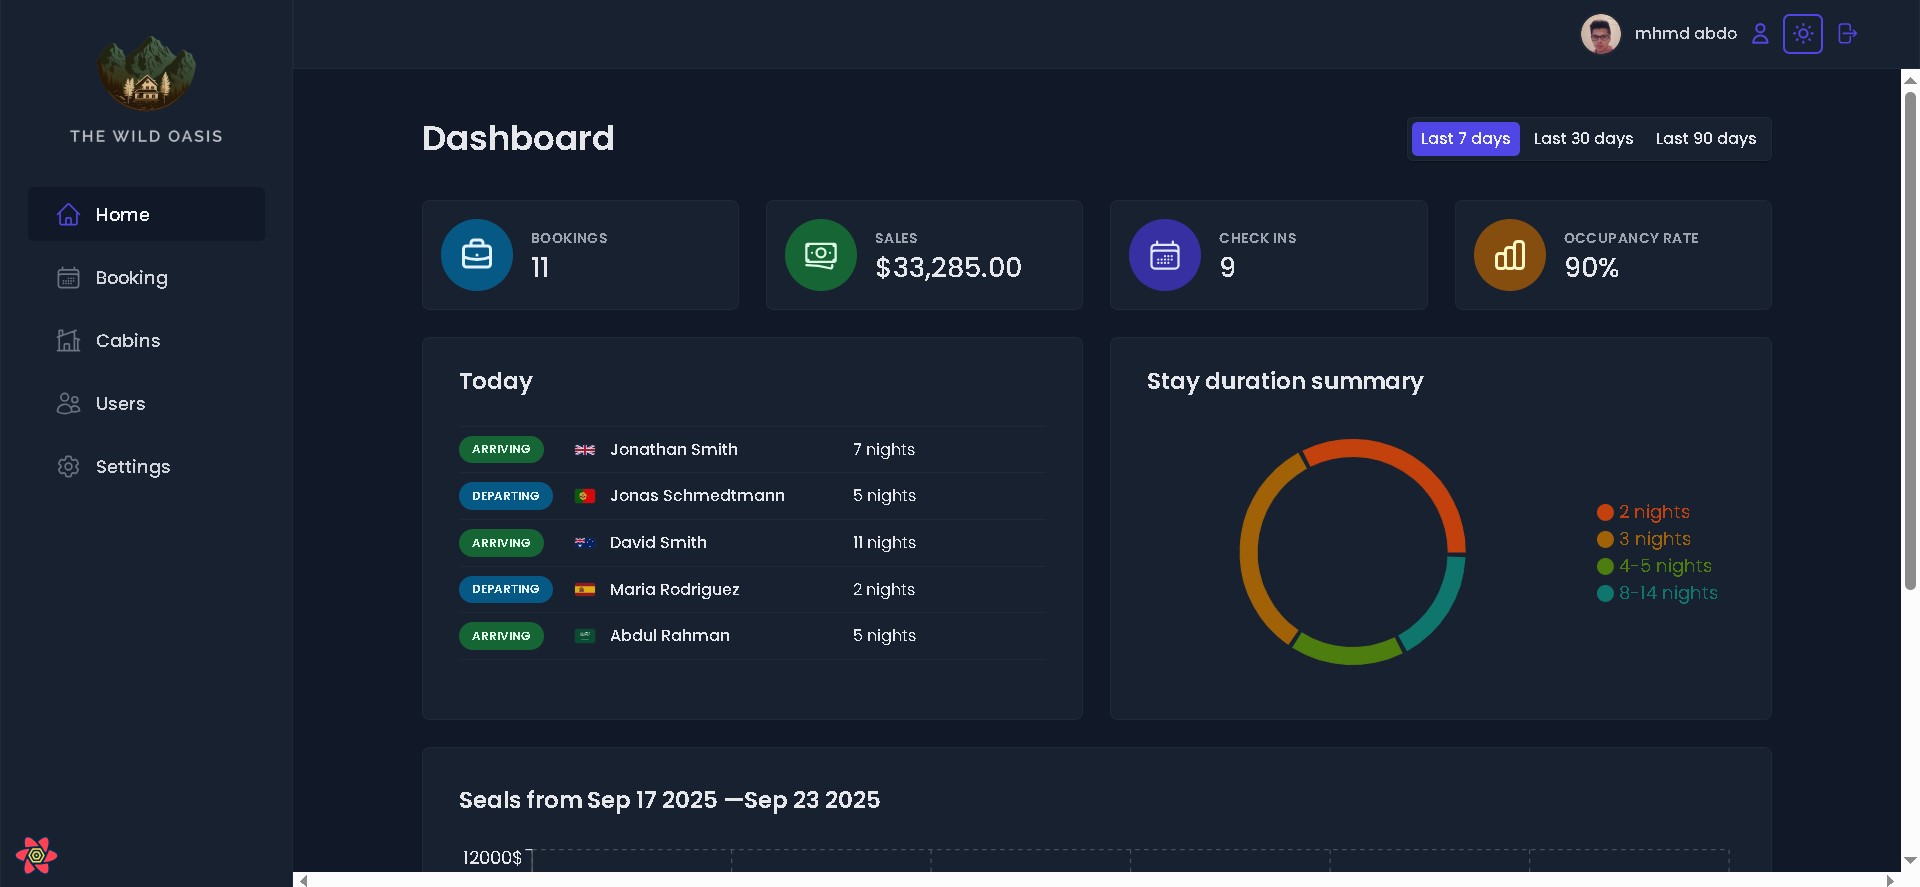 mhmd abdo
THE WILD OASIS
Home
Booking
Cabins
Users
Settings
Dashboard
Last 7 days Last 30 days Last 90 days
BOOKINGS
11
SALES
$33,285.00
CHECK INS
9
OCCUPANCY RATE
90%
Today
ARRIVING Jonathan Smith 7 nights
DEPARTING Jonas Schmedtmann 5 nights
ARRIVING David Smith 11 nights
DEPARTING Maria Rodriguez 2 nights
ARRIVING Abdul Rahman 5 nights
Stay duration summary
2 nights
3 nights
4-5 nights
8-14 nights
Seals from Sep 17 2025 —Sep 23 2025
12000$